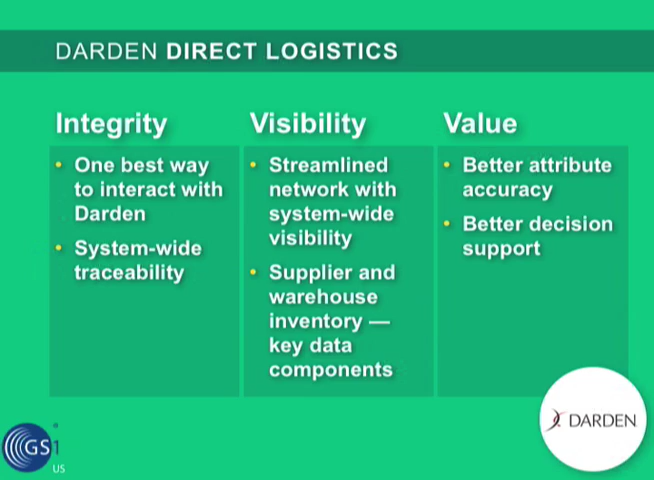 DARDEN DIRECT LOGISTICS
Integrity
• One best way
to interact with
Darden
• System-wide
traceability
Visibility
• Streamlined
network with
system-wide
visibility
• Supplier and
warehouse
inventory —
key data
components
Value
• Better attribute
accuracy
• Better decision
support
GS1
®
US
DARDEN